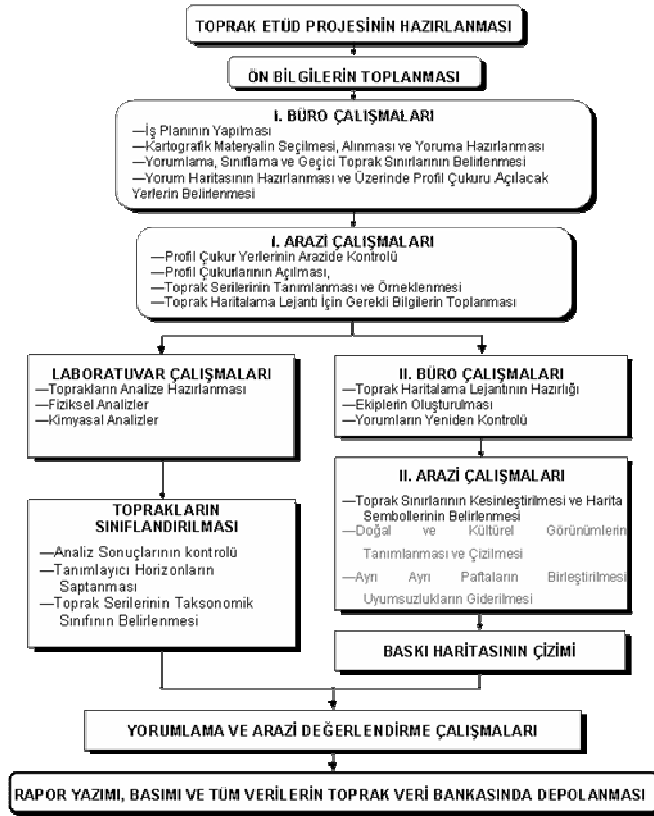 TOPRAK ETÜD PROJESİNİN HAZIRLANMASI
ÖN BİLGİLERİN TOPLANMASI
I. BÜRO ÇALIŞMALARI
—İş Planının Yapılması
—Kartografik Materyalin Seçilmesi, Alınması ve Yoruma Hazırlanması
—Yorumlama, Sınıflama ve Geçici Toprak Sınırlarının Belirlenmesi
—Yorum Haritasının Hazırlanması ve Üzerinde Profil Çukuru Açılacak
Yerlerin Belirlenmesi
I. ARAZİ ÇALIŞMALARI
—Profil Çukur Yerlerinin Arazide Kontrolü
—Profil Çukurlarının Açılması,
—Toprak Serilerinin Tanımlanması ve Örneklenmesi
—Toprak Haritalama Lejantı İçin Gerekli Bilgilerin Toplanması
LABORATUVAR ÇALIŞMALARI
—Toprakların Analize Hazırlanması
—Fiziksel Analizler
—Kimyasal Analizler
TOPRAKLARIN
SINIFLANDIRILMASI
—Analiz Sonuçlarının kontrolü
—Tanımlayıcı Horizonların
Saptanması
—Toprak Serilerinin Taksonomik
Sınıfının Belirlenmesi
II. BÜRO ÇALIŞMALARI
—Toprak Haritalama Lejantının Hazırlığı
—Ekiplerin Oluşturulması
—Yorumların Yeniden Kontrolü
II. ARAZİ ÇALIŞMALARI
—Toprak Sınırlarının Kesinleştirilmesi ve Harita
Sembollerinin Belirlenmesi
—Doğal ve Kültürel Görünümlerin
Tanımlanması ve Çizilmesi
—Ayrı Ayrı Paftaların Birleştirilmesi
Uyumsuzlukların Giderilmesi
BASKI HARİTASININ ÇİZİMİ
YORUMLAMA VE ARAZİ DEĞERLENDİRME ÇALIŞMALARI
RAPOR YAZIMI, BASIMI VE TÜM VERİLERİN TOPRAK VERİ BANKASINDA DEPOLANMASI